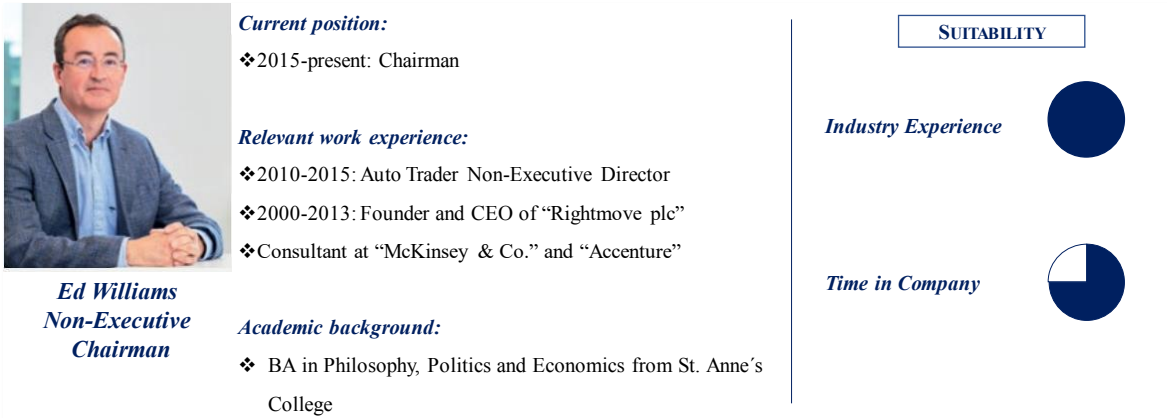 Current position:
❖2015-present: Chairman
Relevant work experience:
❖2010-2015: Auto Trader Non-Executive Director
❖2000-2013: Founder and CEO of “Rightmove plc”
❖Consultant at “McKinsey & Co.” and “Accenture”
Academic background:
❖ BA in Philosophy, Politics and Economics from St. Anne´s
College
Ed Williams
Non-Executive
Chairman
SUITABILITY
Industry Experience
Time in Company